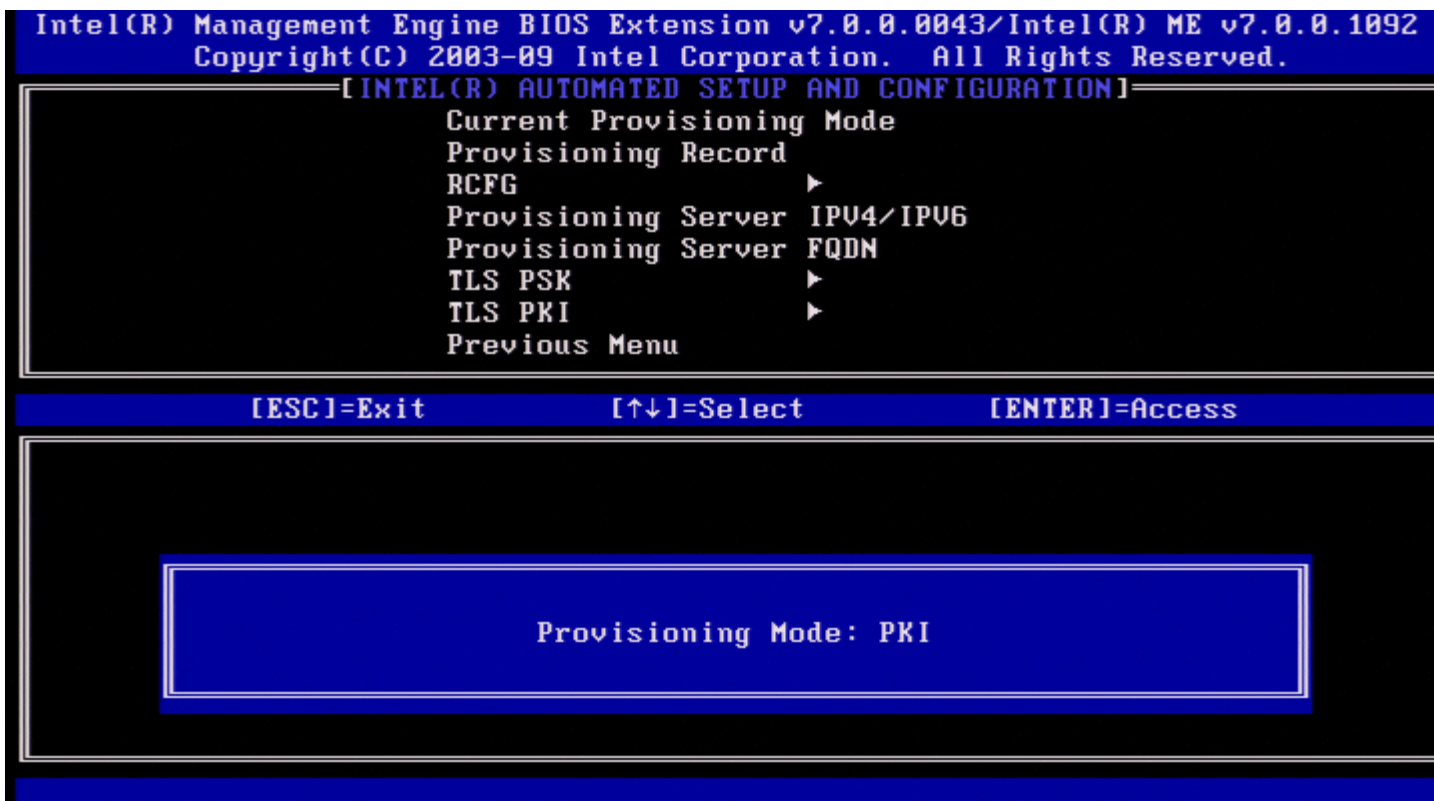 Intel(R) Management Engine BIOS Extension v7.0.0.0043/Intel(R) ME v7.0.0.1092
Copyright(C) 2003-09 Intel Corporation. All Rights Reserved.
[INTEL(R) AUTOMATED SETUP AND CONFIGURATION]
Current Provisioning Mode
Provisioning Record
RCFG ►
Provisioning Server IPV4/IPV6
Provisioning Server FQDN
TLS PSK ►
TLS PKI ►
Previous Menu
[ESC]=Exit [↑↓]=Select [ENTER]=Access
Provisioning Mode: PKI